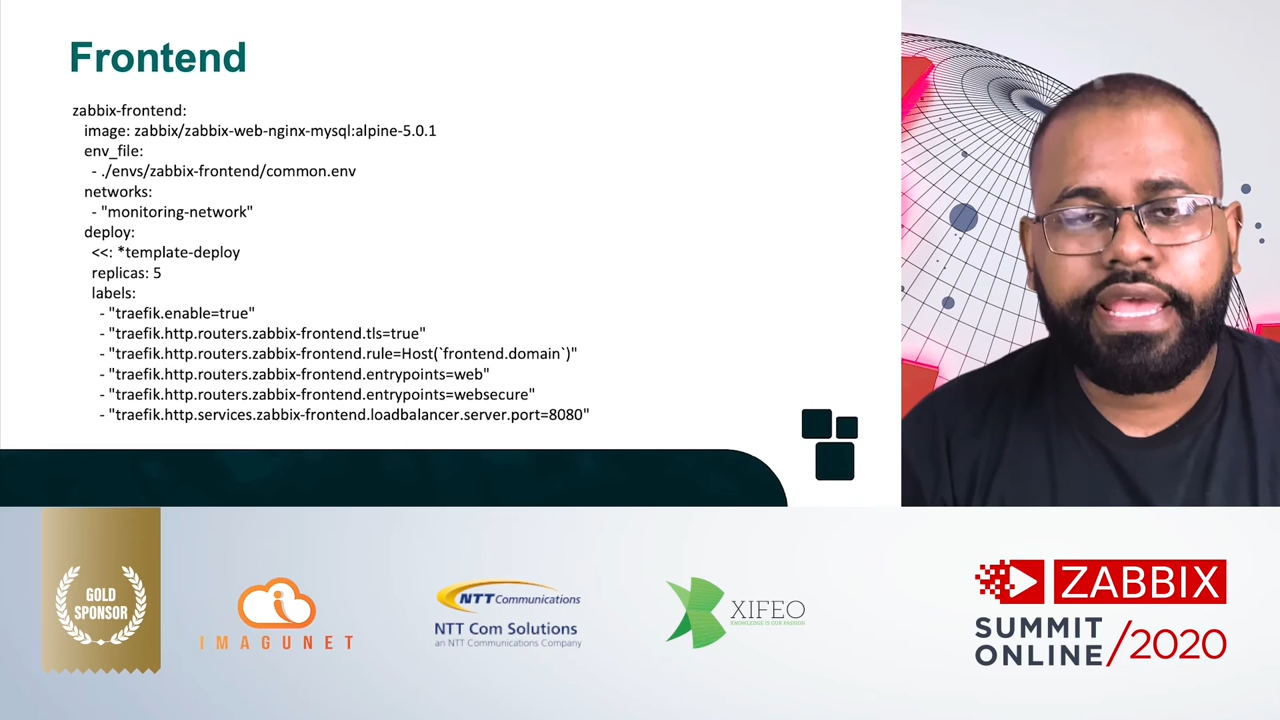 Frontend
zabbix-frontend:
image: zabbix/zabbix-web-nginx-mysql:alpine-5.0.1
env_file:
- ./envs/zabbix-frontend/common.env
networks:
- "monitoring-network"
deploy:
<<: *template-deploy
replicas: 5
labels:
- "traefik.enable=true"
- "traefik.http.routers.zabbix-frontend.tls=true"
- "traefik.http.routers.zabbix-frontend.rule=Host(`frontend.domain`)"
- "traefik.http.routers.zabbix-frontend.entrypoints=web"
- "traefik.http.routers.zabbix-frontend.entrypoints=websecure"
- "traefik.http.services.zabbix-frontend.loadbalancer.server.port=8080"
GOLD
SPONSOR
IMAGUNET
NTT Communications
NTT Com Solutions
an NTT Communications Company
XIFEO
KNOWLEDGE IS OUR PASSION
ZABBIX
SUMMIT
ONLINE/2020